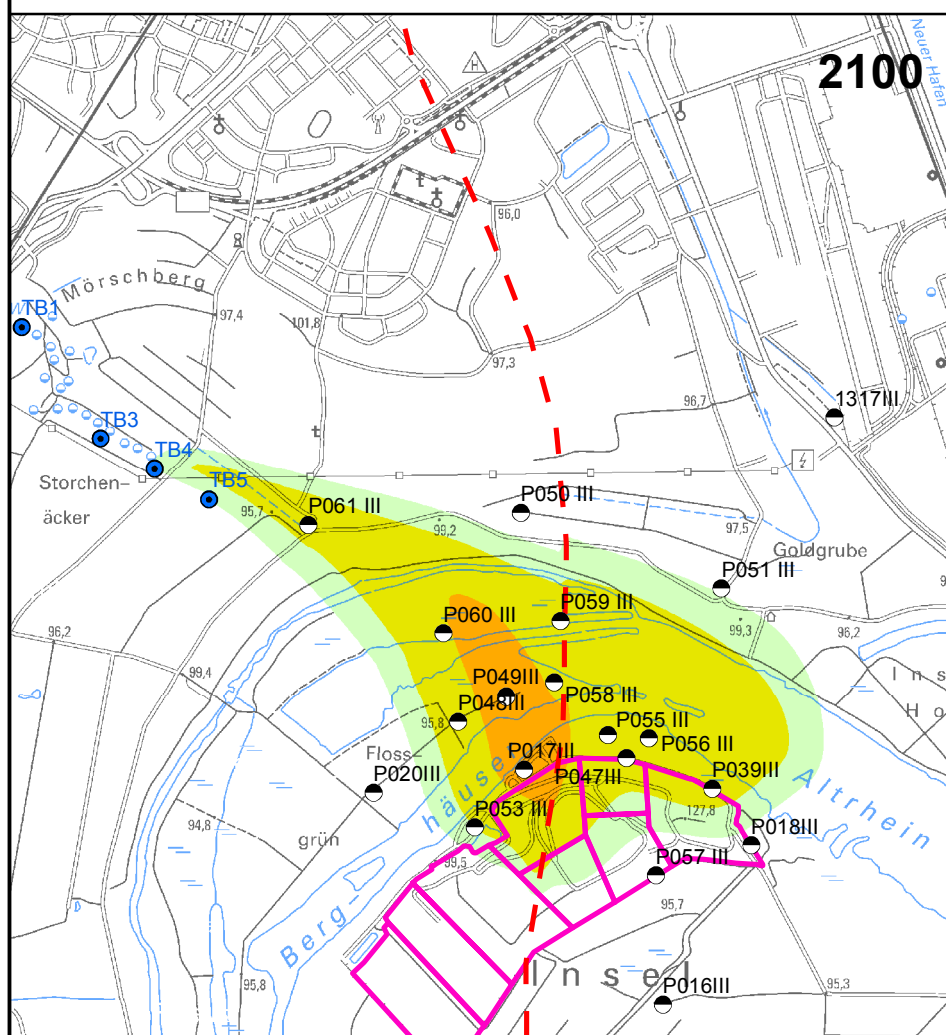 2100
Neuer Hafen
H
96,0
Mörschberg
W
TB1
97,4
101,8
97,3
96,7
1317III
TB3
TB4
TB5
Storchen-
äcker
95,7
P061 III
99,2
P050 III
97,5
Goldgrube
P051 III
P059 III
P060 III
99,3
96,2
96,2
99,4
P049III
P058 III
P048III
95,8
Ins
Ho
P055 III
P056 III
Floss-
P017III
P047III
P020III
P039III
Altrhein
häuser
P053 III
127,8
94,8
grün
P018III
99,5
P057 III
Berg-
95,7
Insel
95,8
P016III
95,3